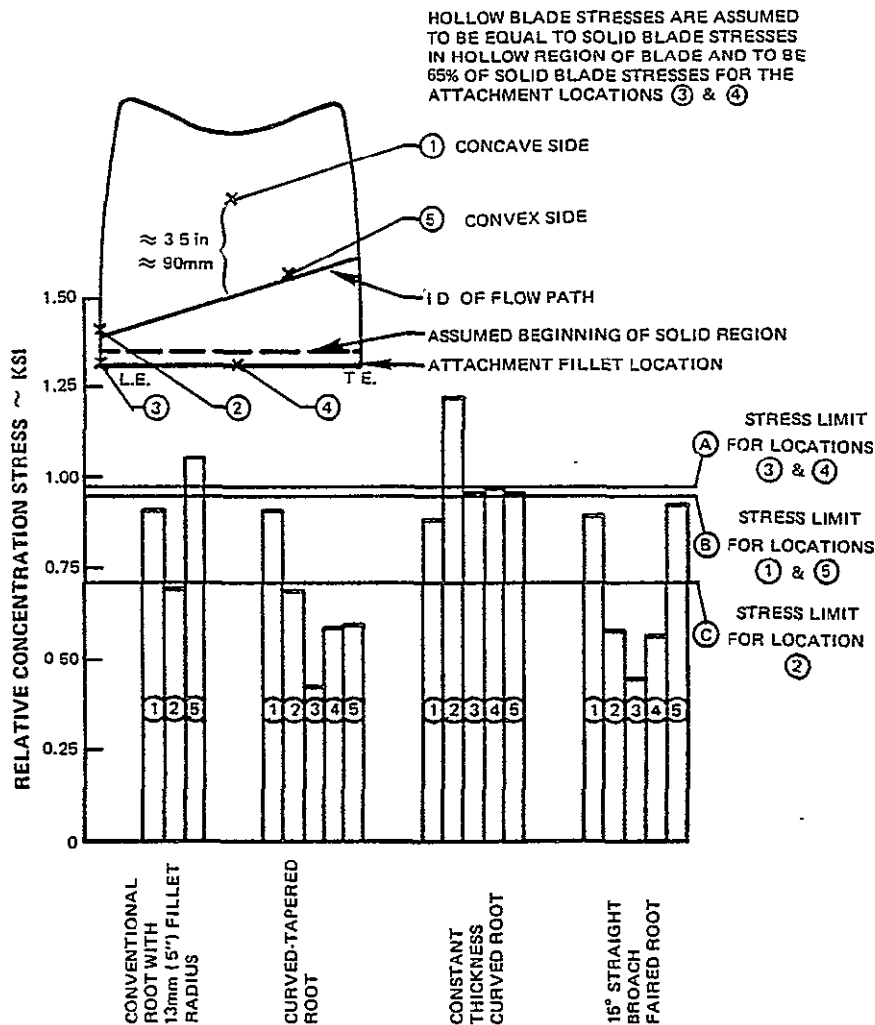 HOLLOW BLADE STRESSES ARE ASSUMED
TO BE EQUAL TO SOLID BLADE STRESSES
IN HOLLOW REGION OF BLADE AND TO BE
65% OF SOLID BLADE STRESSES FOR THE
ATTACHMENT LOCATIONS ③ & ④
① CONCAVE SIDE
⑤ CONVEX SIDE
≈ 3 5 in
≈ 90mm
I D OF FLOW PATH
ASSUMED BEGINNING OF SOLID REGION
ATTACHMENT FILLET LOCATION
L.E.
T E.
③
②
④
RELATIVE CONCENTRATION STRESS ~ KSI
1.50
1.25
1.00
0.75
0 50
0.25
0
Ⓐ STRESS LIMIT
FOR LOCATIONS
③ & ④
Ⓑ STRESS LIMIT
FOR LOCATIONS
① & ⑤
Ⓒ STRESS LIMIT
FOR LOCATION
②
① ② ⑤
① ② ③ ④ ⑤
① ② ③ ④ ⑤
① ② ③ ④ ⑤
CONVENTIONAL
ROOT WITH
13mm ( 5") FILLET
RADIUS
CURVED-TAPERED
ROOT
CONSTANT
THICKNESS
CURVED ROOT
15° STRAIGHT
BROACH
FAIRED ROOT